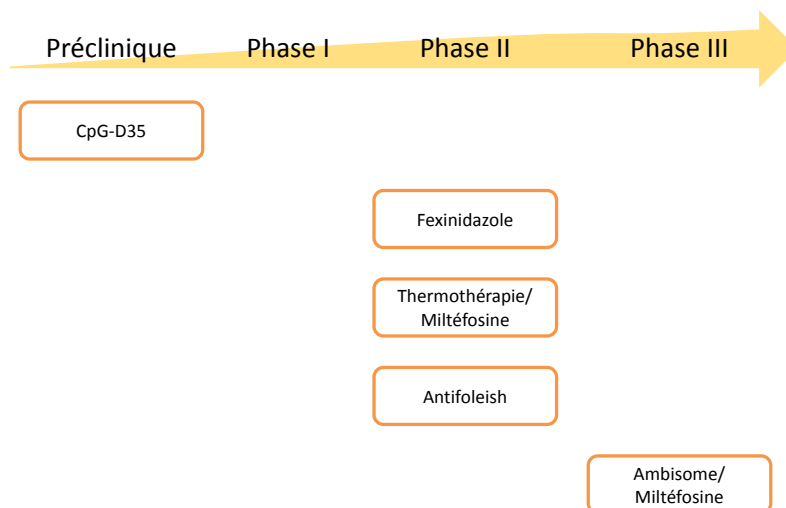 Préclinique Phase I Phase II Phase III
CpG-D35
Fexinidazole
Thermothérapie/
Miltéfosine
Antifoleish
Ambisome/
Miltéfosine